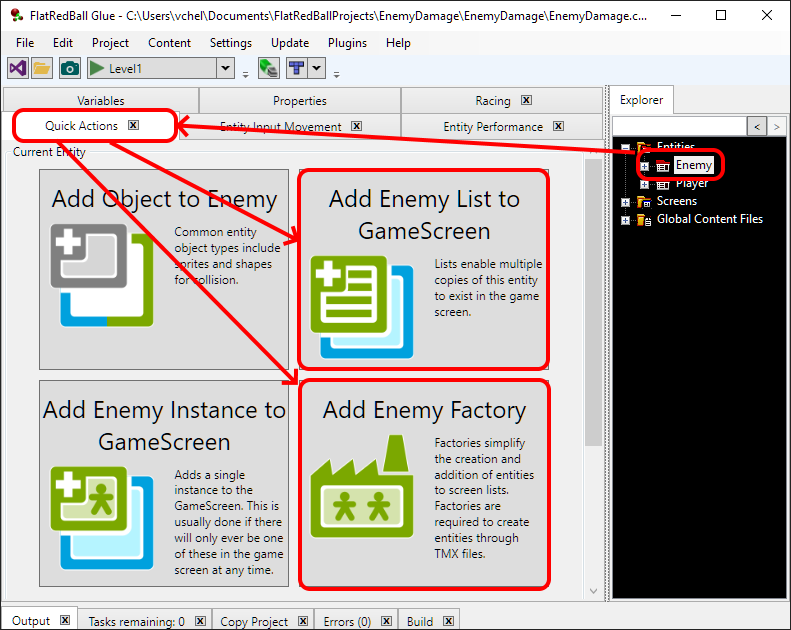 FlatRedBall Glue - C:\Users\vchel\Documents\FlatRedBallProjects\EnemyDamage\EnemyDamage\EnemyDamage.c...
File Edit Project Content Settings Update Plugins Help
Level1
Variables Properties Racing
Quick Actions Entity Input Movement Entity Performance
Current Entity
Add Object to Enemy
Common entity
object types include
sprites and shapes
for collision.
Add Enemy List to
GameScreen
Lists enable multiple
copies of this entity
to exist in the game
screen.
Add Enemy Instance to
GameScreen
Adds a single
instance to the
GameScreen. This is
usually done if there
will only ever be one
of these in the game
screen at any time.
Add Enemy Factory
Factories simplify
the creation and
addition of entities
to screen lists.
Factories are
required to create
entities through
TMX files.
Explorer
< >
Entities
Enemy
Player
Screens
Global Content Files
Output Tasks remaining: 0 Copy Project Errors (0) Build